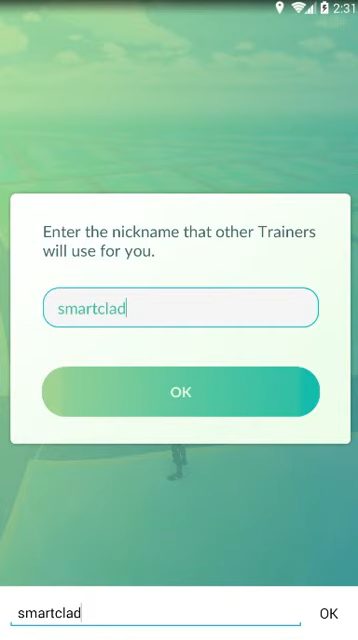 2:31
Enter the nickname that other Trainers
will use for you.
smartclad
OK
smartclad OK